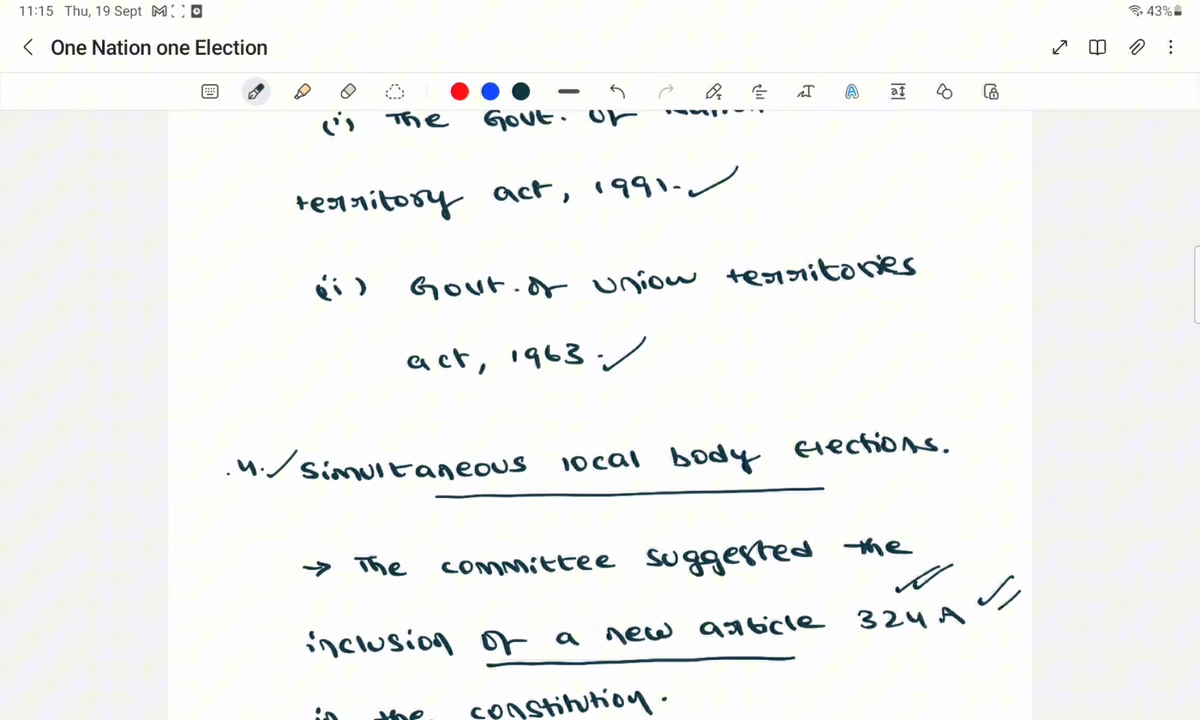 11:15 Thu, 19 Sept
43%
One Nation one Election
(i) The Govt. of
territory act, 1991.
(ii) Govt. of union territories
act, 1963.
4. simultaneous local body elections.
→ The committee suggested the
inclusion of a new article 324A
in the constitution.